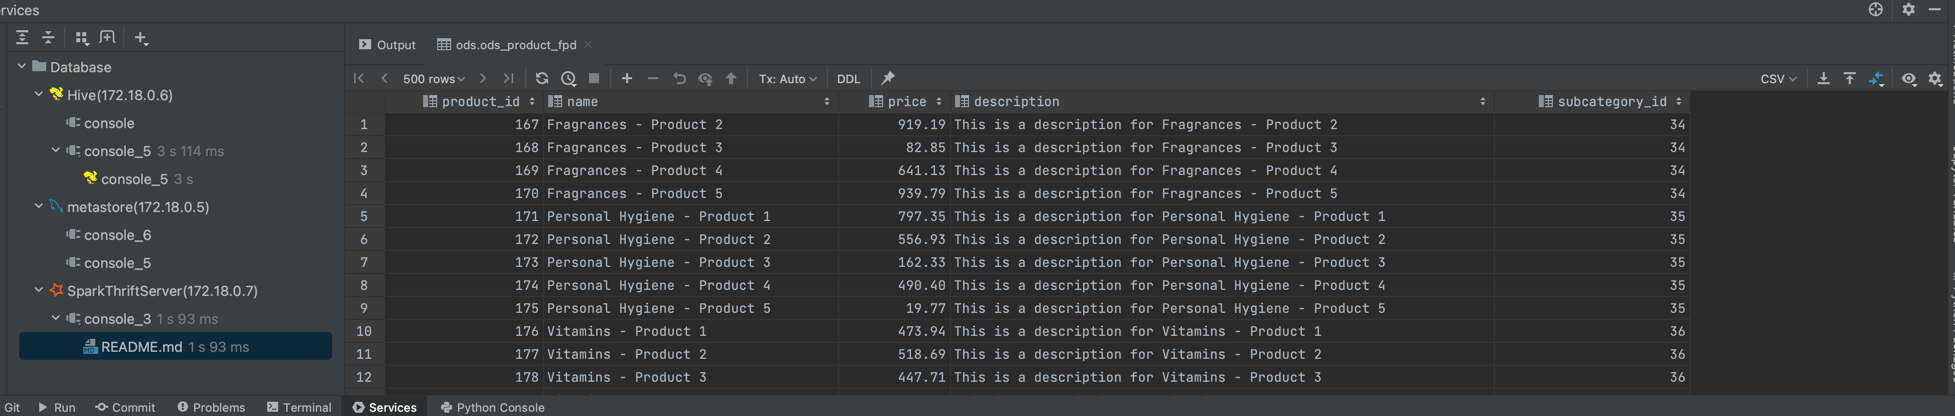 rvices
Output
ods.ods_product_fpd
500 rows
Tx: Auto
DDL
CSV
Database
Hive(172.18.0.6)
console
console_5 3 s 114 ms
console_5 3 s
metastore(172.18.0.5)
console_6
console_5
SparkThriftServer(172.18.0.7)
console_3 1 s 93 ms
README.md 1 s 93 ms
product_id name price description subcategory_id
1 167 Fragrances - Product 2 919.19 This is a description for Fragrances - Product 2 34
2 168 Fragrances - Product 3 82.85 This is a description for Fragrances - Product 3 34
3 169 Fragrances - Product 4 641.13 This is a description for Fragrances - Product 4 34
4 170 Fragrances - Product 5 939.79 This is a description for Fragrances - Product 5 34
5 171 Personal Hygiene - Product 1 797.35 This is a description for Personal Hygiene - Product 1 35
6 172 Personal Hygiene - Product 2 556.93 This is a description for Personal Hygiene - Product 2 35
7 173 Personal Hygiene - Product 3 162.33 This is a description for Personal Hygiene - Product 3 35
8 174 Personal Hygiene - Product 4 490.40 This is a description for Personal Hygiene - Product 4 35
9 175 Personal Hygiene - Product 5 19.77 This is a description for Personal Hygiene - Product 5 35
10 176 Vitamins - Product 1 473.94 This is a description for Vitamins - Product 1 36
11 177 Vitamins - Product 2 518.69 This is a description for Vitamins - Product 2 36
12 178 Vitamins - Product 3 447.71 This is a description for Vitamins - Product 3 36
Git Run Commit Problems Terminal Services Python Console